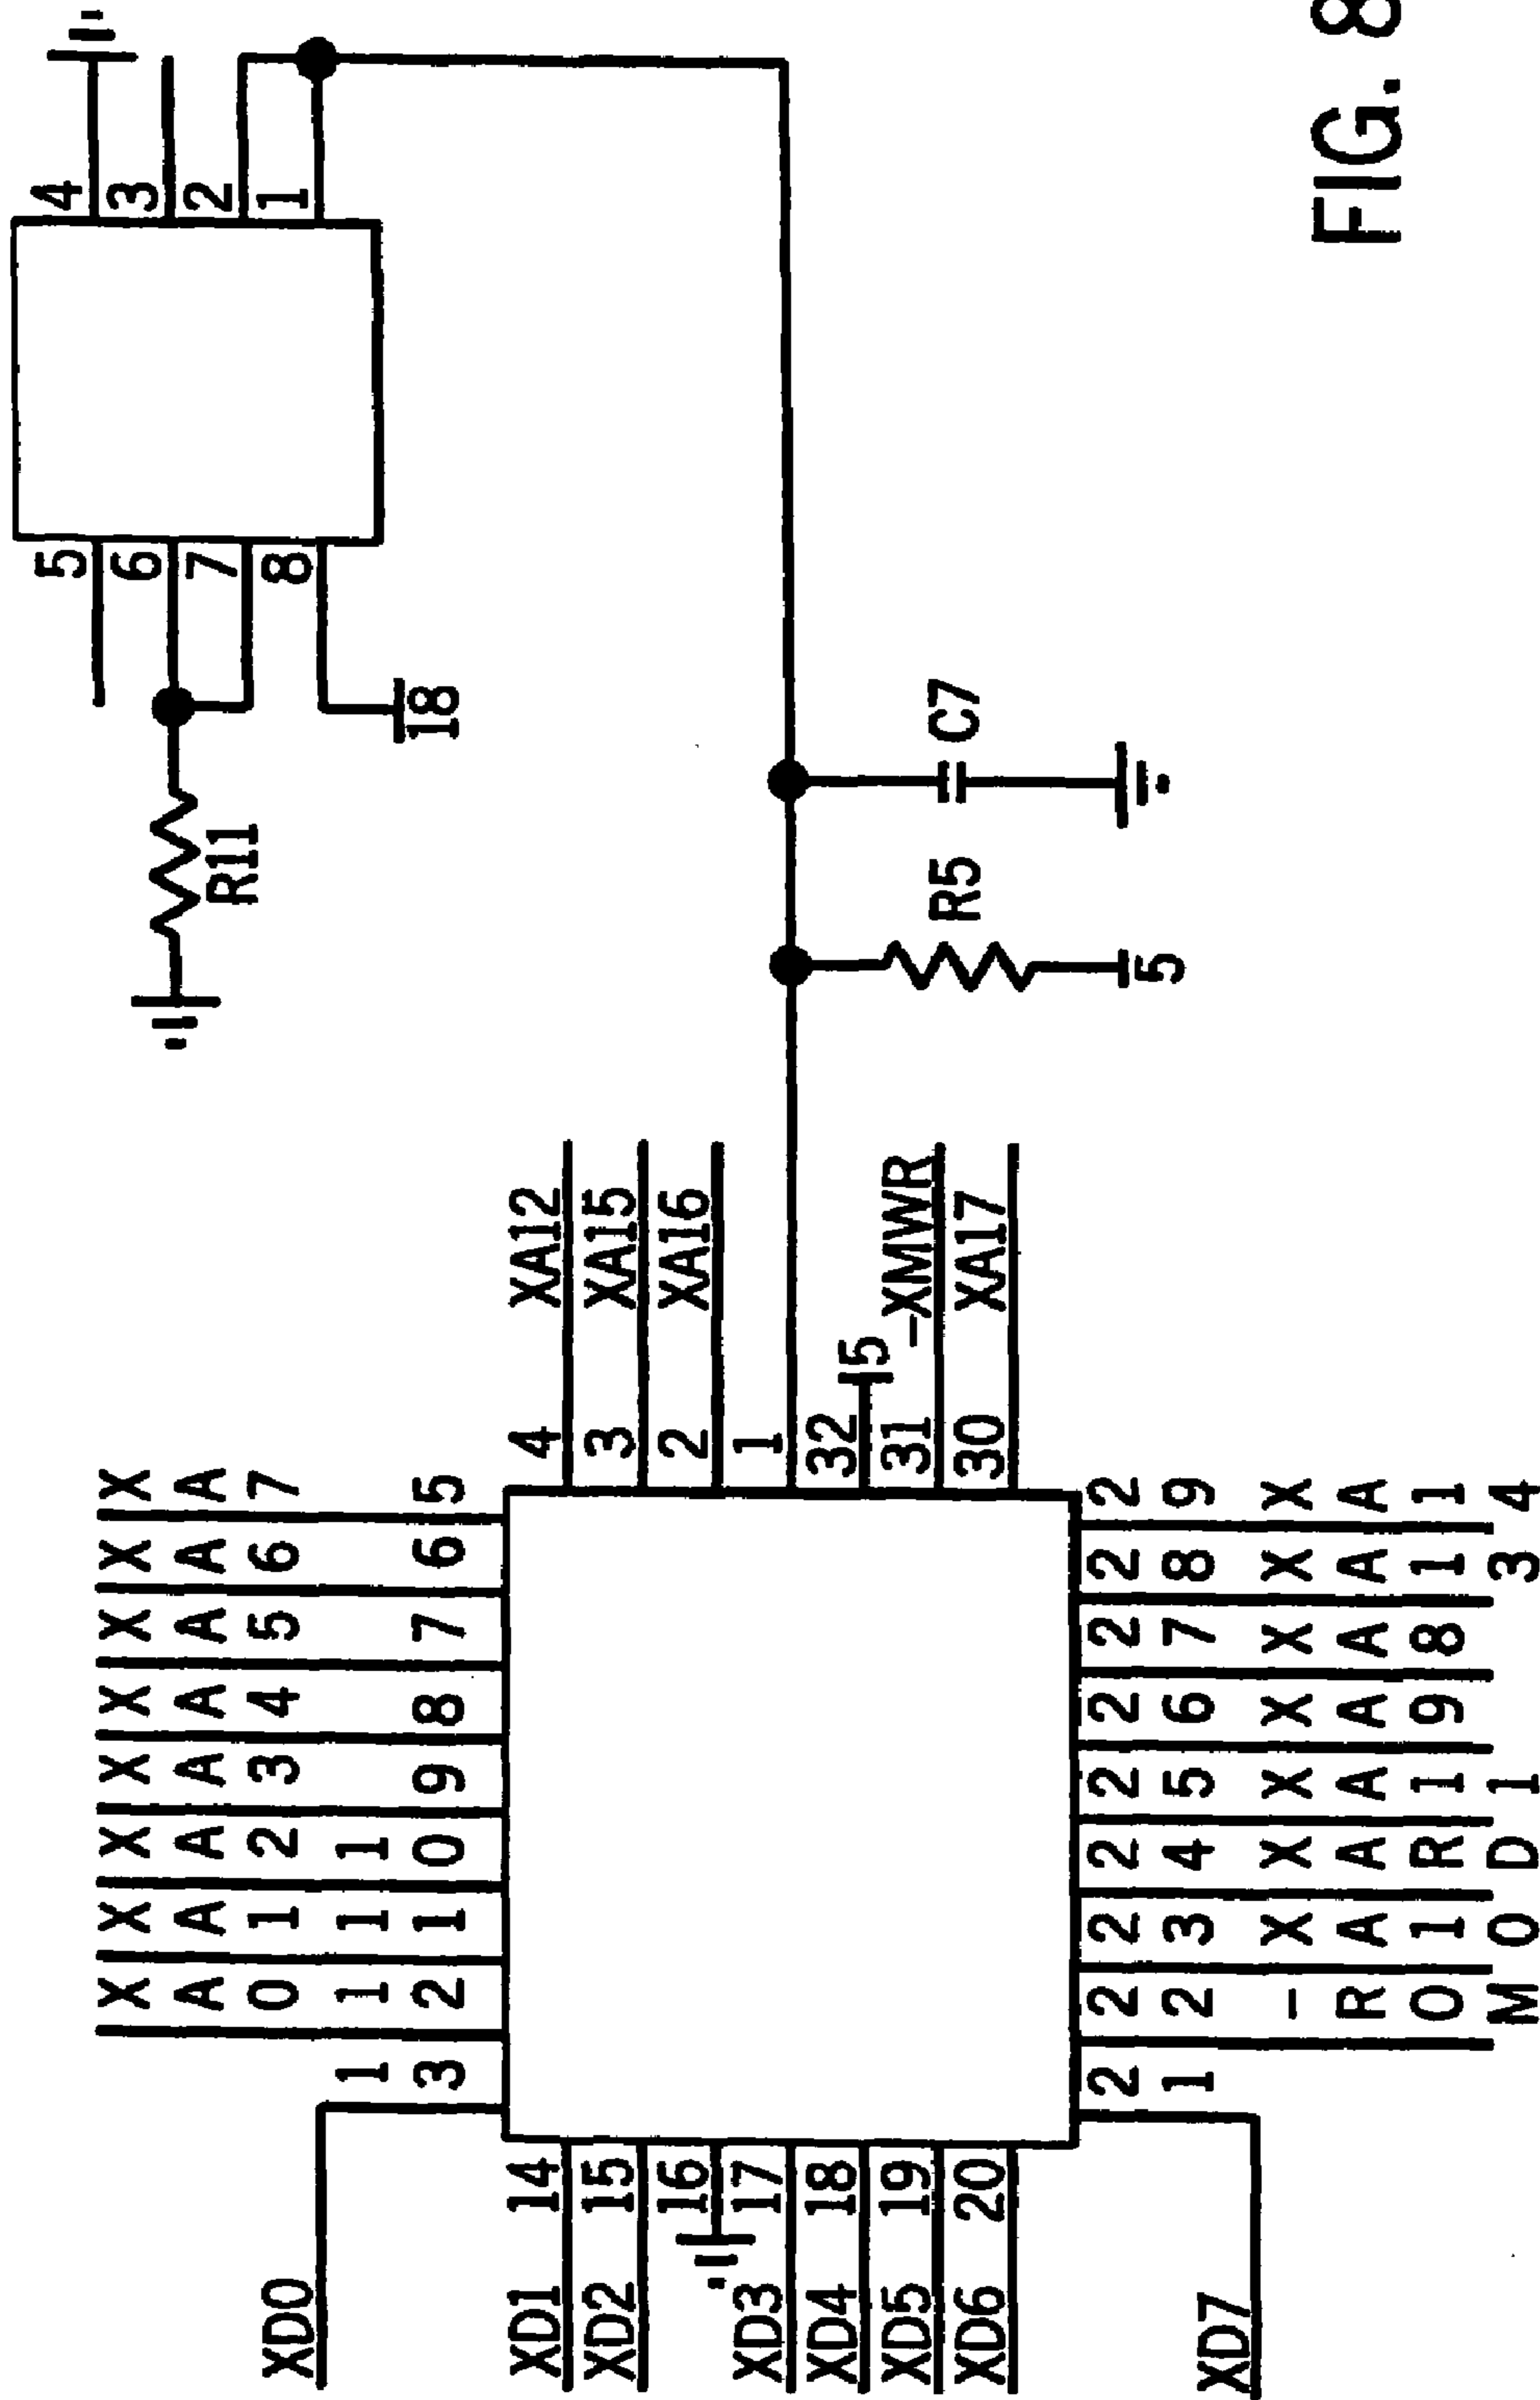 XA0
XA1
XA2
XA3
XA4
XA5
XA6
XA7
13
12
11
10
9
8
7
6
5
XD0
XD1
14
XD2
15
16
XD3
17
XD4
18
XD5
19
XD6
20
XD7
4
XA12
3
XA15
2
XA16
1
32
5
31
-XMWR
30
XA17
21
22
23
24
25
26
27
28
29
-ROM
XA10
XARD
XA11
XA9
XA8
XA13
XA14
R11
5
6
7
8
18
4
3
2
1
R5
5
C7
FIG. 8